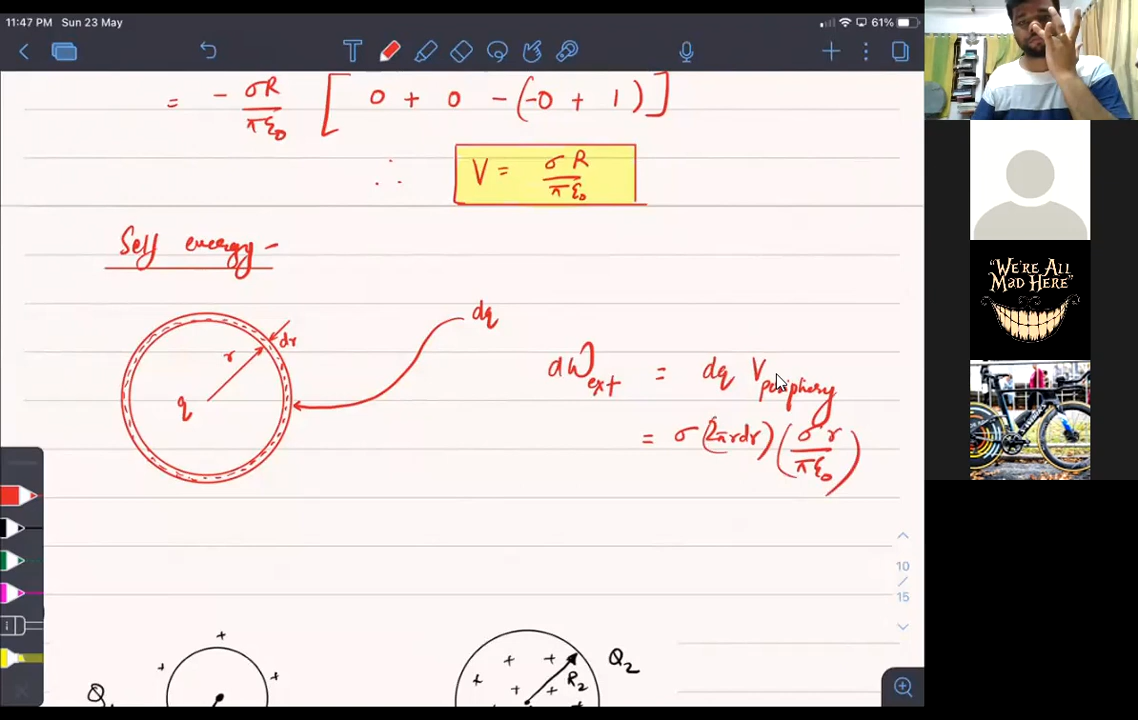 11:47 PM Sun 23 May
61%
= - σR/πε₀ [ 0 + 0 - (-0 + 1) ]
∴ V = σR/πε₀
Self energy -
dq
dr
r
q
dW_ext = dq V_periphery
= σ(2πrdr)(σr/πε₀)
10
/
15
+
+ +
Q
+ +
+
+ +
R₂
Q₂
T
"WE'RE ALL
MAD HERE"